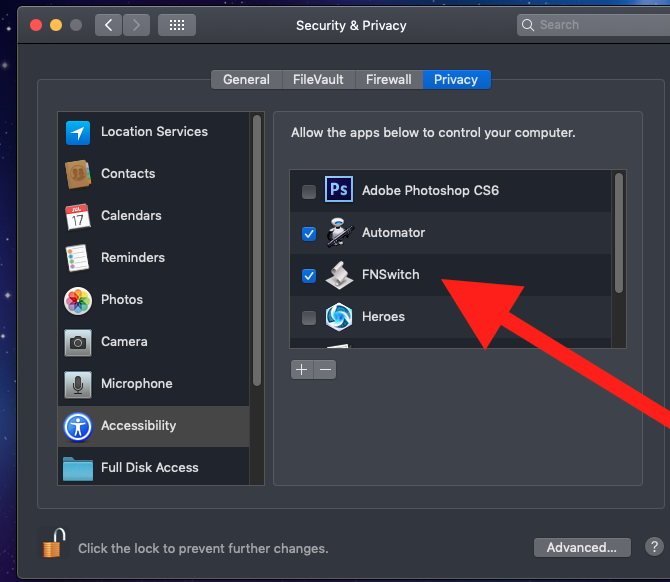 Security & Privacy
Search
General
FileVault
Firewall
Privacy
Location Services
Contacts
JUL
17
Calendars
Reminders
Photos
Camera
Microphone
Accessibility
Full Disk Access
Allow the apps below to control your computer.
Ps
Adobe Photoshop CS6
Automator
FNSwitch
Heroes
+ −
Click the lock to prevent further changes.
Advanced...
?